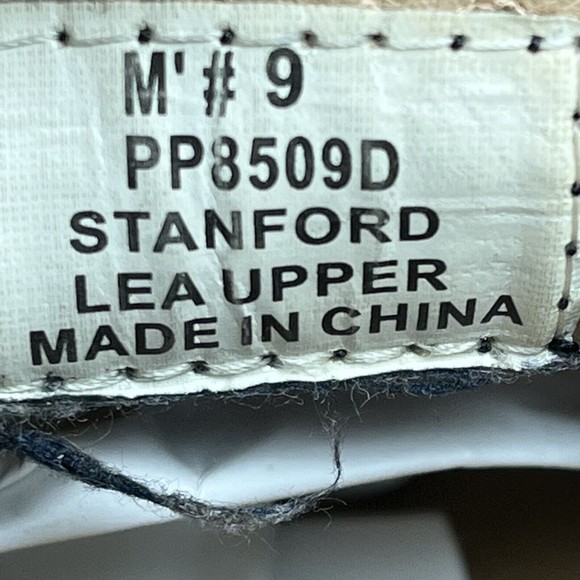 M' # 9
PP8509D
STANFORD
LEA UPPER
MADE IN CHINA